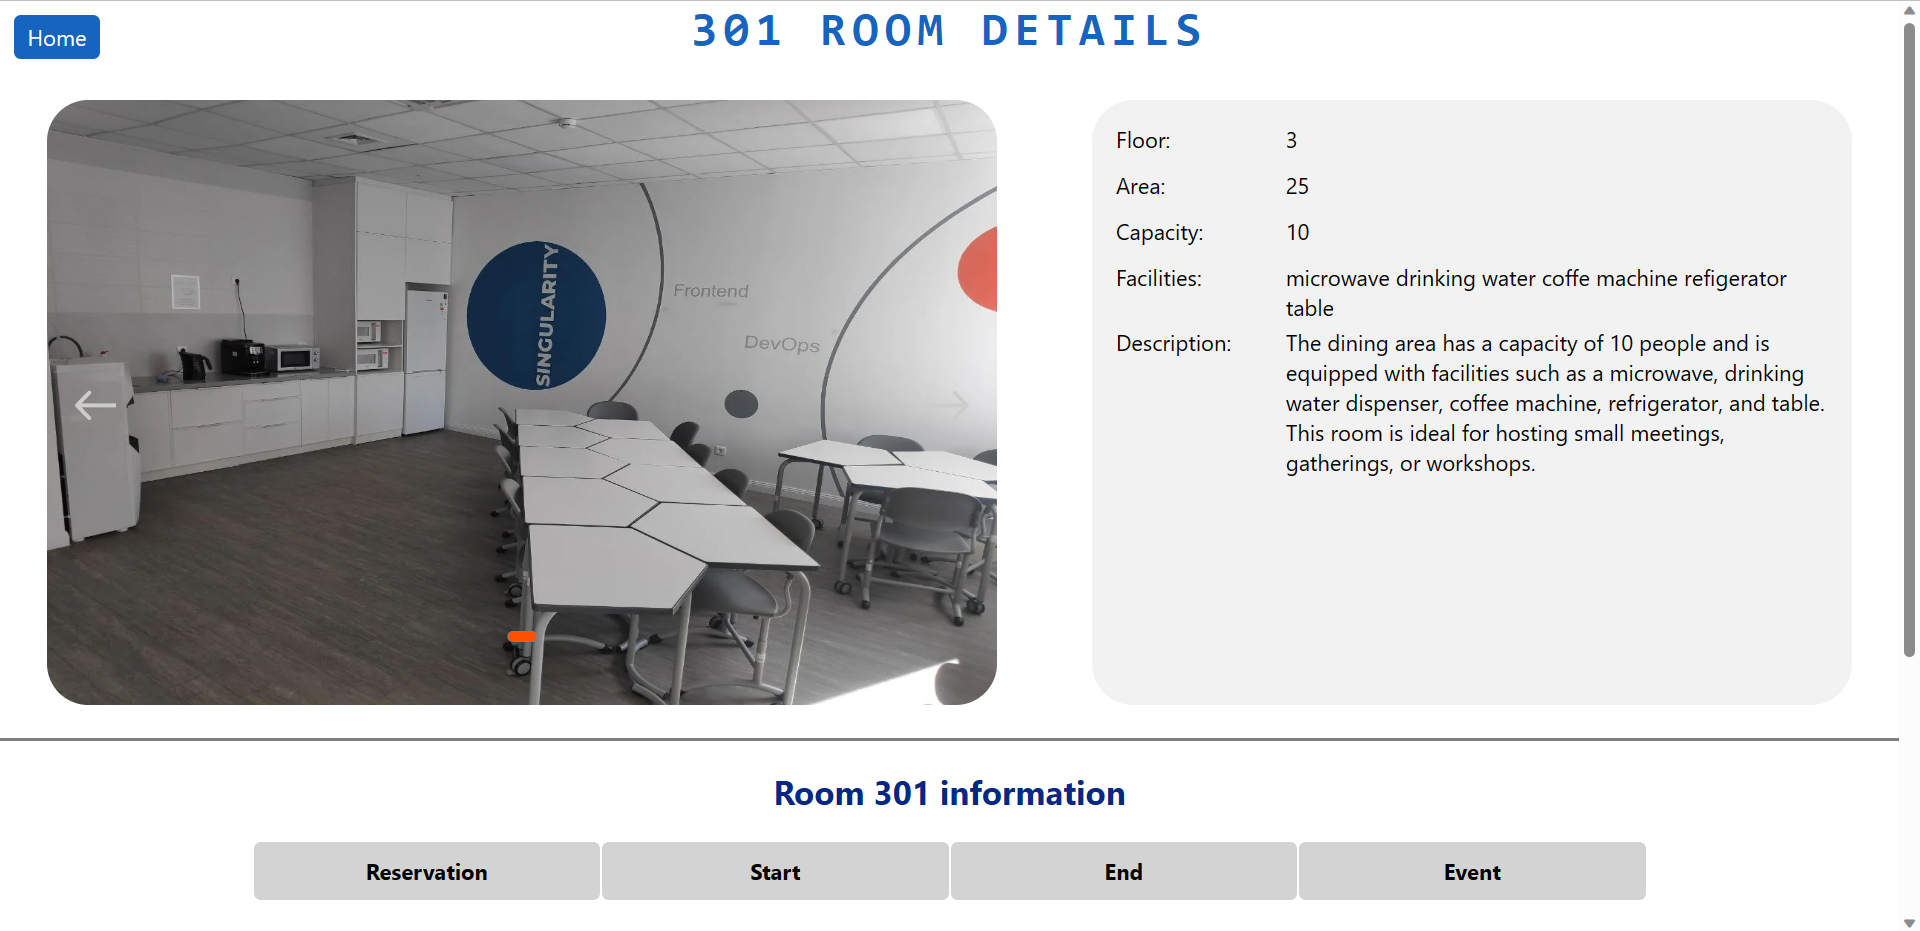 Home
301 ROOM DETAILS
SINGULARITY
Frontend
DevOps
Floor: 3
Area: 25
Capacity: 10
Facilities: microwave drinking water coffe machine refigerator
table
Description: The dining area has a capacity of 10 people and is
equipped with facilities such as a microwave, drinking
water dispenser, coffee machine, refrigerator, and table.
This room is ideal for hosting small meetings,
gatherings, or workshops.
Room 301 information
Reservation Start End Event